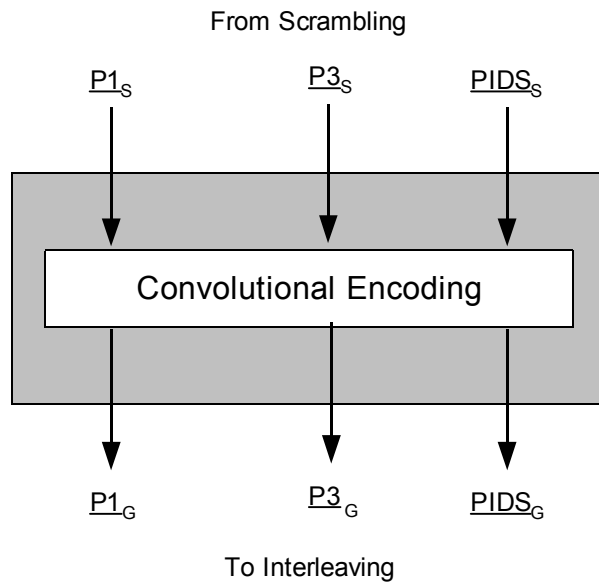 From Scrambling
P1S P3S PIDSS
Convolutional Encoding
P1G P3G PIDSG
To Interleaving